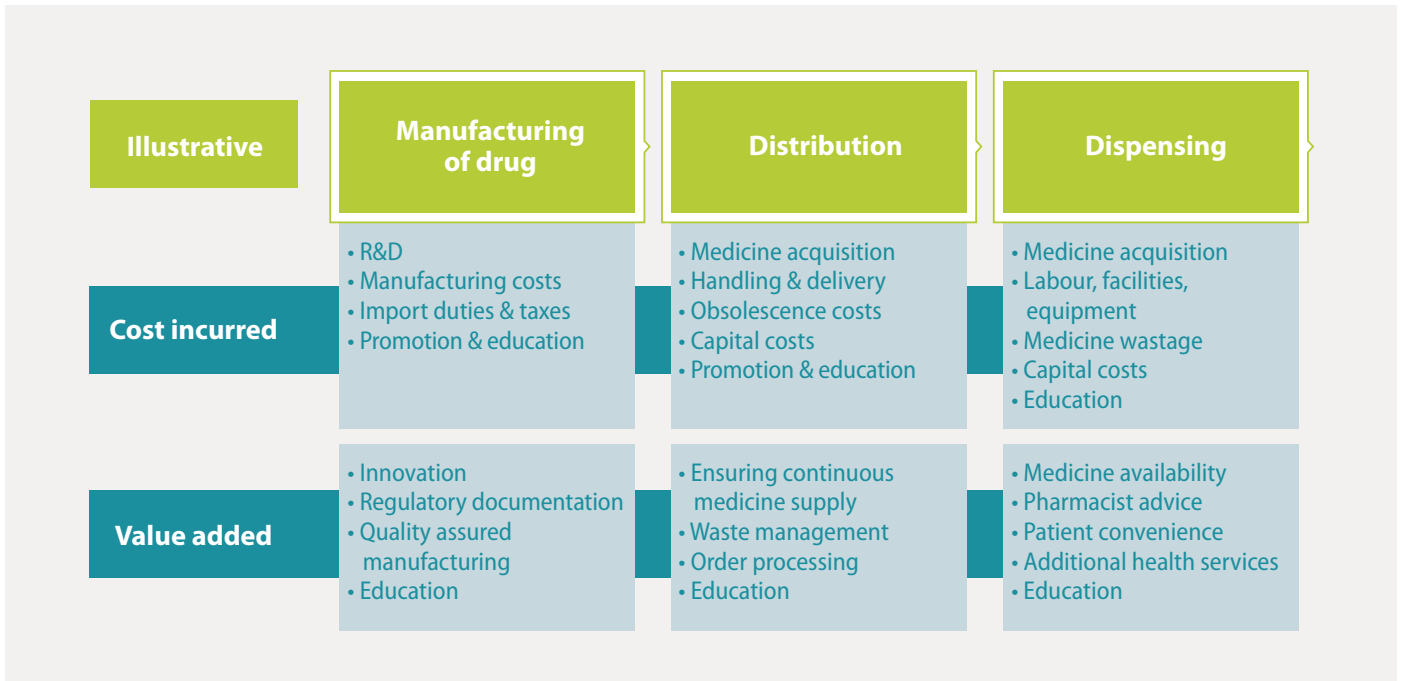 Illustrative
Manufacturing
of drug
Distribution
Dispensing
Cost incurred
• R&D
• Manufacturing costs
• Import duties & taxes
• Promotion & education
• Medicine acquisition
• Handling & delivery
• Obsolescence costs
• Capital costs
• Promotion & education
• Medicine acquisition
• Labour, facilities,
equipment
• Medicine wastage
• Capital costs
• Education
Value added
• Innovation
• Regulatory documentation
• Quality assured
manufacturing
• Education
• Ensuring continuous
medicine supply
• Waste management
• Order processing
• Education
• Medicine availability
• Pharmacist advice
• Patient convenience
• Additional health services
• Education